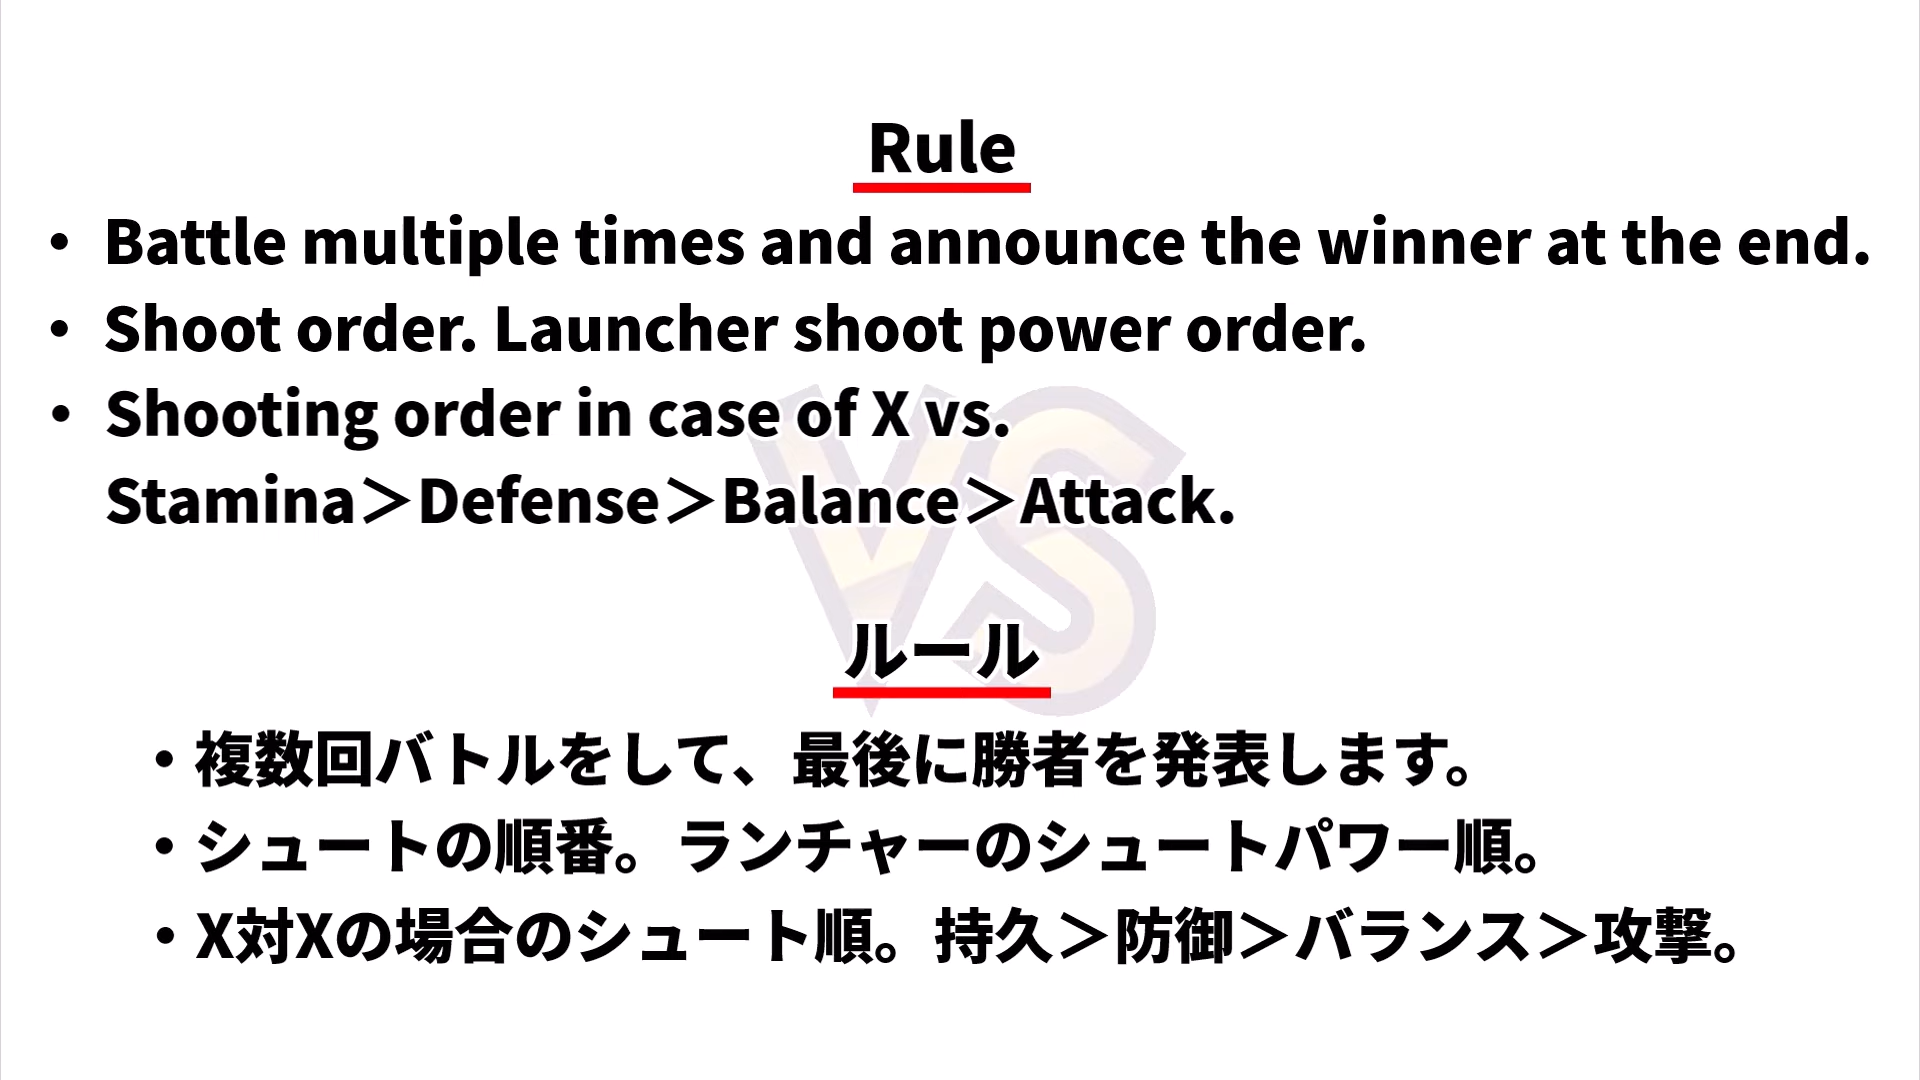 Rule
・ Battle multiple times and announce the winner at the end.
・ Shoot order. Launcher shoot power order.
・ Shooting order in case of X vs.
Stamina＞Defense＞Balance＞Attack.
VS
ルール
・複数回バトルをして、最後に勝者を発表します。
・シュートの順番。ランチャーのシュートパワー順。
・X対Xの場合のシュート順。持久＞防御＞バランス＞攻撃。